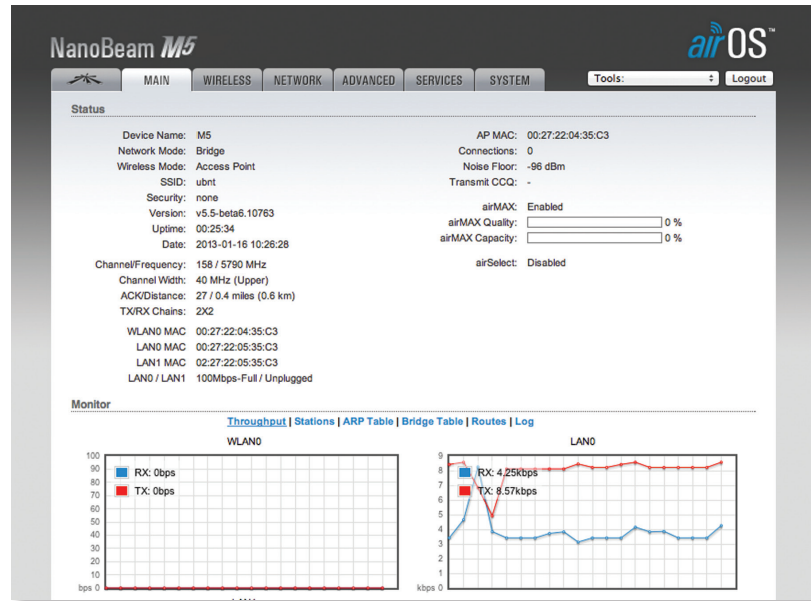 NanoBeam M5
airOS™
MAIN WIRELESS NETWORK ADVANCED SERVICES SYSTEM Tools: Logout
Status
Device Name: M5
Network Mode: Bridge
Wireless Mode: Access Point
SSID: ubnt
Security: none
Version: v5.5-beta6.10763
Uptime: 00:25:34
Date: 2013-01-16 10:26:28
Channel/Frequency: 158 / 5790 MHz
Channel Width: 40 MHz (Upper)
ACK/Distance: 27 / 0.4 miles (0.6 km)
TX/RX Chains: 2X2
WLAN0 MAC 00:27:22:04:35:C3
LAN0 MAC 00:27:22:05:35:C3
LAN1 MAC 02:27:22:05:35:C3
LAN0 / LAN1 100Mbps-Full / Unplugged
AP MAC: 00:27:22:04:35:C3
Connections: 0
Noise Floor: -96 dBm
Transmit CCQ: -
airMAX: Enabled
airMAX Quality: 0 %
airMAX Capacity: 0 %
airSelect: Disabled
Monitor
Throughput | Stations | ARP Table | Bridge Table | Routes | Log
WLAN0
100
90
80
70
60
50
40
30
20
10
bps 0
RX: 0bps
TX: 0bps
LAN0
9
8
7
6
5
4
3
2
1
kbps 0
RX: 4.25kbps
TX: 8.57kbps